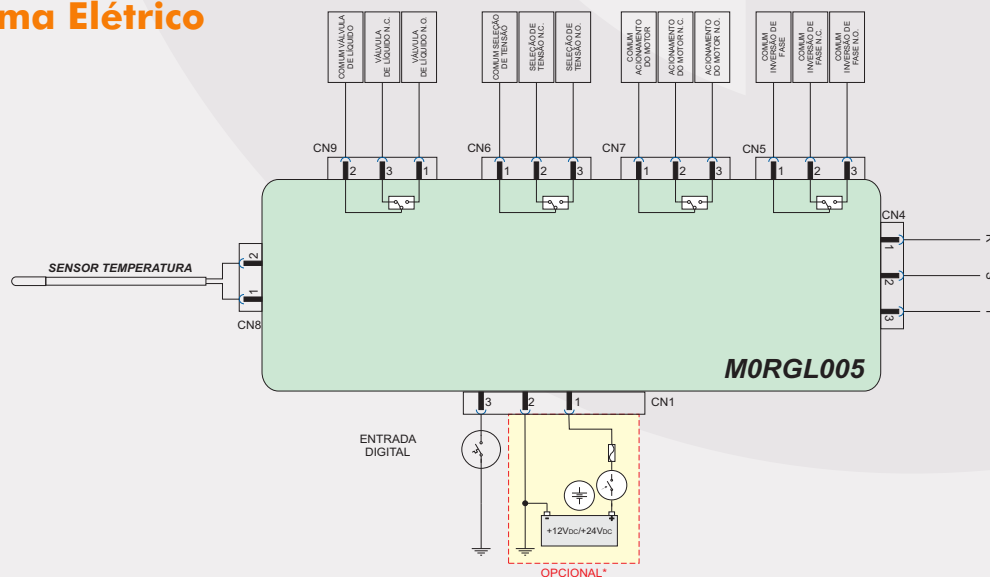 ma Elétrico
COMUM VÁLVULA
DE LÍQUIDO
VÁLVULA
DE LÍQUIDO N.C.
VÁLVULA
DE LÍQUIDO N.O.
COMUM SELEÇÃO
DE TENSÃO
SELEÇÃO DE
TENSÃO N.C.
SELEÇÃO DE
TENSÃO N.O.
COMUM
ACIONAMENTO
DO MOTOR
ACIONAMENTO
DO MOTOR N.C.
ACIONAMENTO
DO MOTOR N.O.
COMUM
INVERSÃO DE
FASE
COMUM
INVERSÃO DE
FASE N.C.
COMUM
INVERSÃO DE
FASE N.O.
CN9
2
3
1
CN6
1
2
3
CN7
1
2
3
CN5
1
2
3
CN4
1
2
3
SENSOR TEMPERATURA
2
1
CN8
M0RGL005
3
2
1
CN1
ENTRADA
DIGITAL
- +
+12VDC/+24VDC
OPCIONAL*